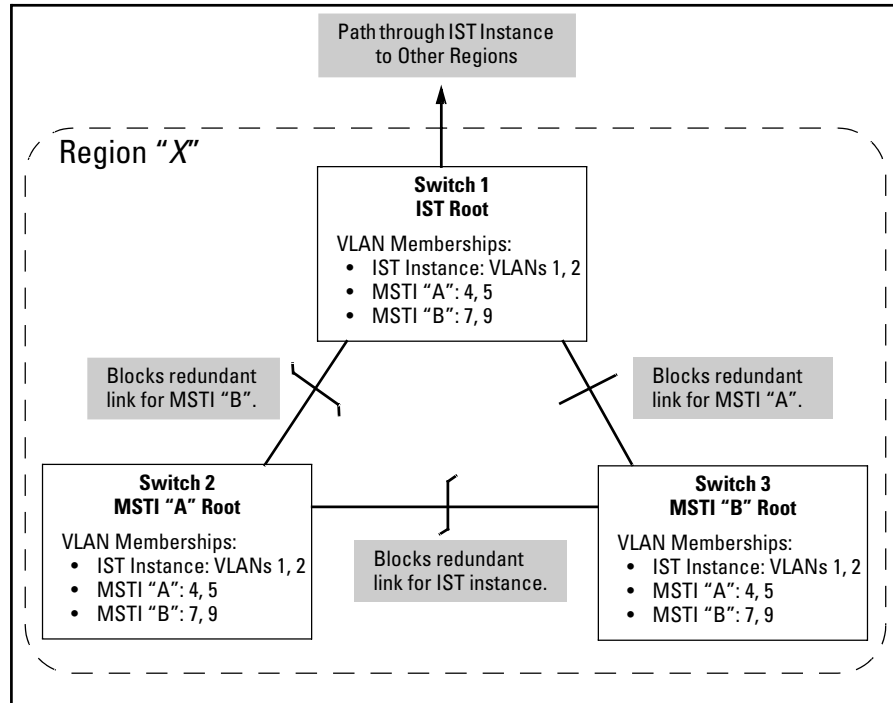 Path through IST Instance
to Other Regions
Region “X”
Switch 1
IST Root
VLAN Memberships:
• IST Instance: VLANs 1, 2
• MSTI “A”: 4, 5
• MSTI “B”: 7, 9
Blocks redundant
link for MSTI “B”.
Blocks redundant
link for MSTI “A”.
Switch 2
MSTI “A” Root
VLAN Memberships:
• IST Instance: VLANs 1, 2
• MSTI “A”: 4, 5
• MSTI “B”: 7, 9
Blocks redundant
link for IST instance.
Switch 3
MSTI “B” Root
VLAN Memberships:
• IST Instance: VLANs 1, 2
• MSTI “A”: 4, 5
• MSTI “B”: 7, 9